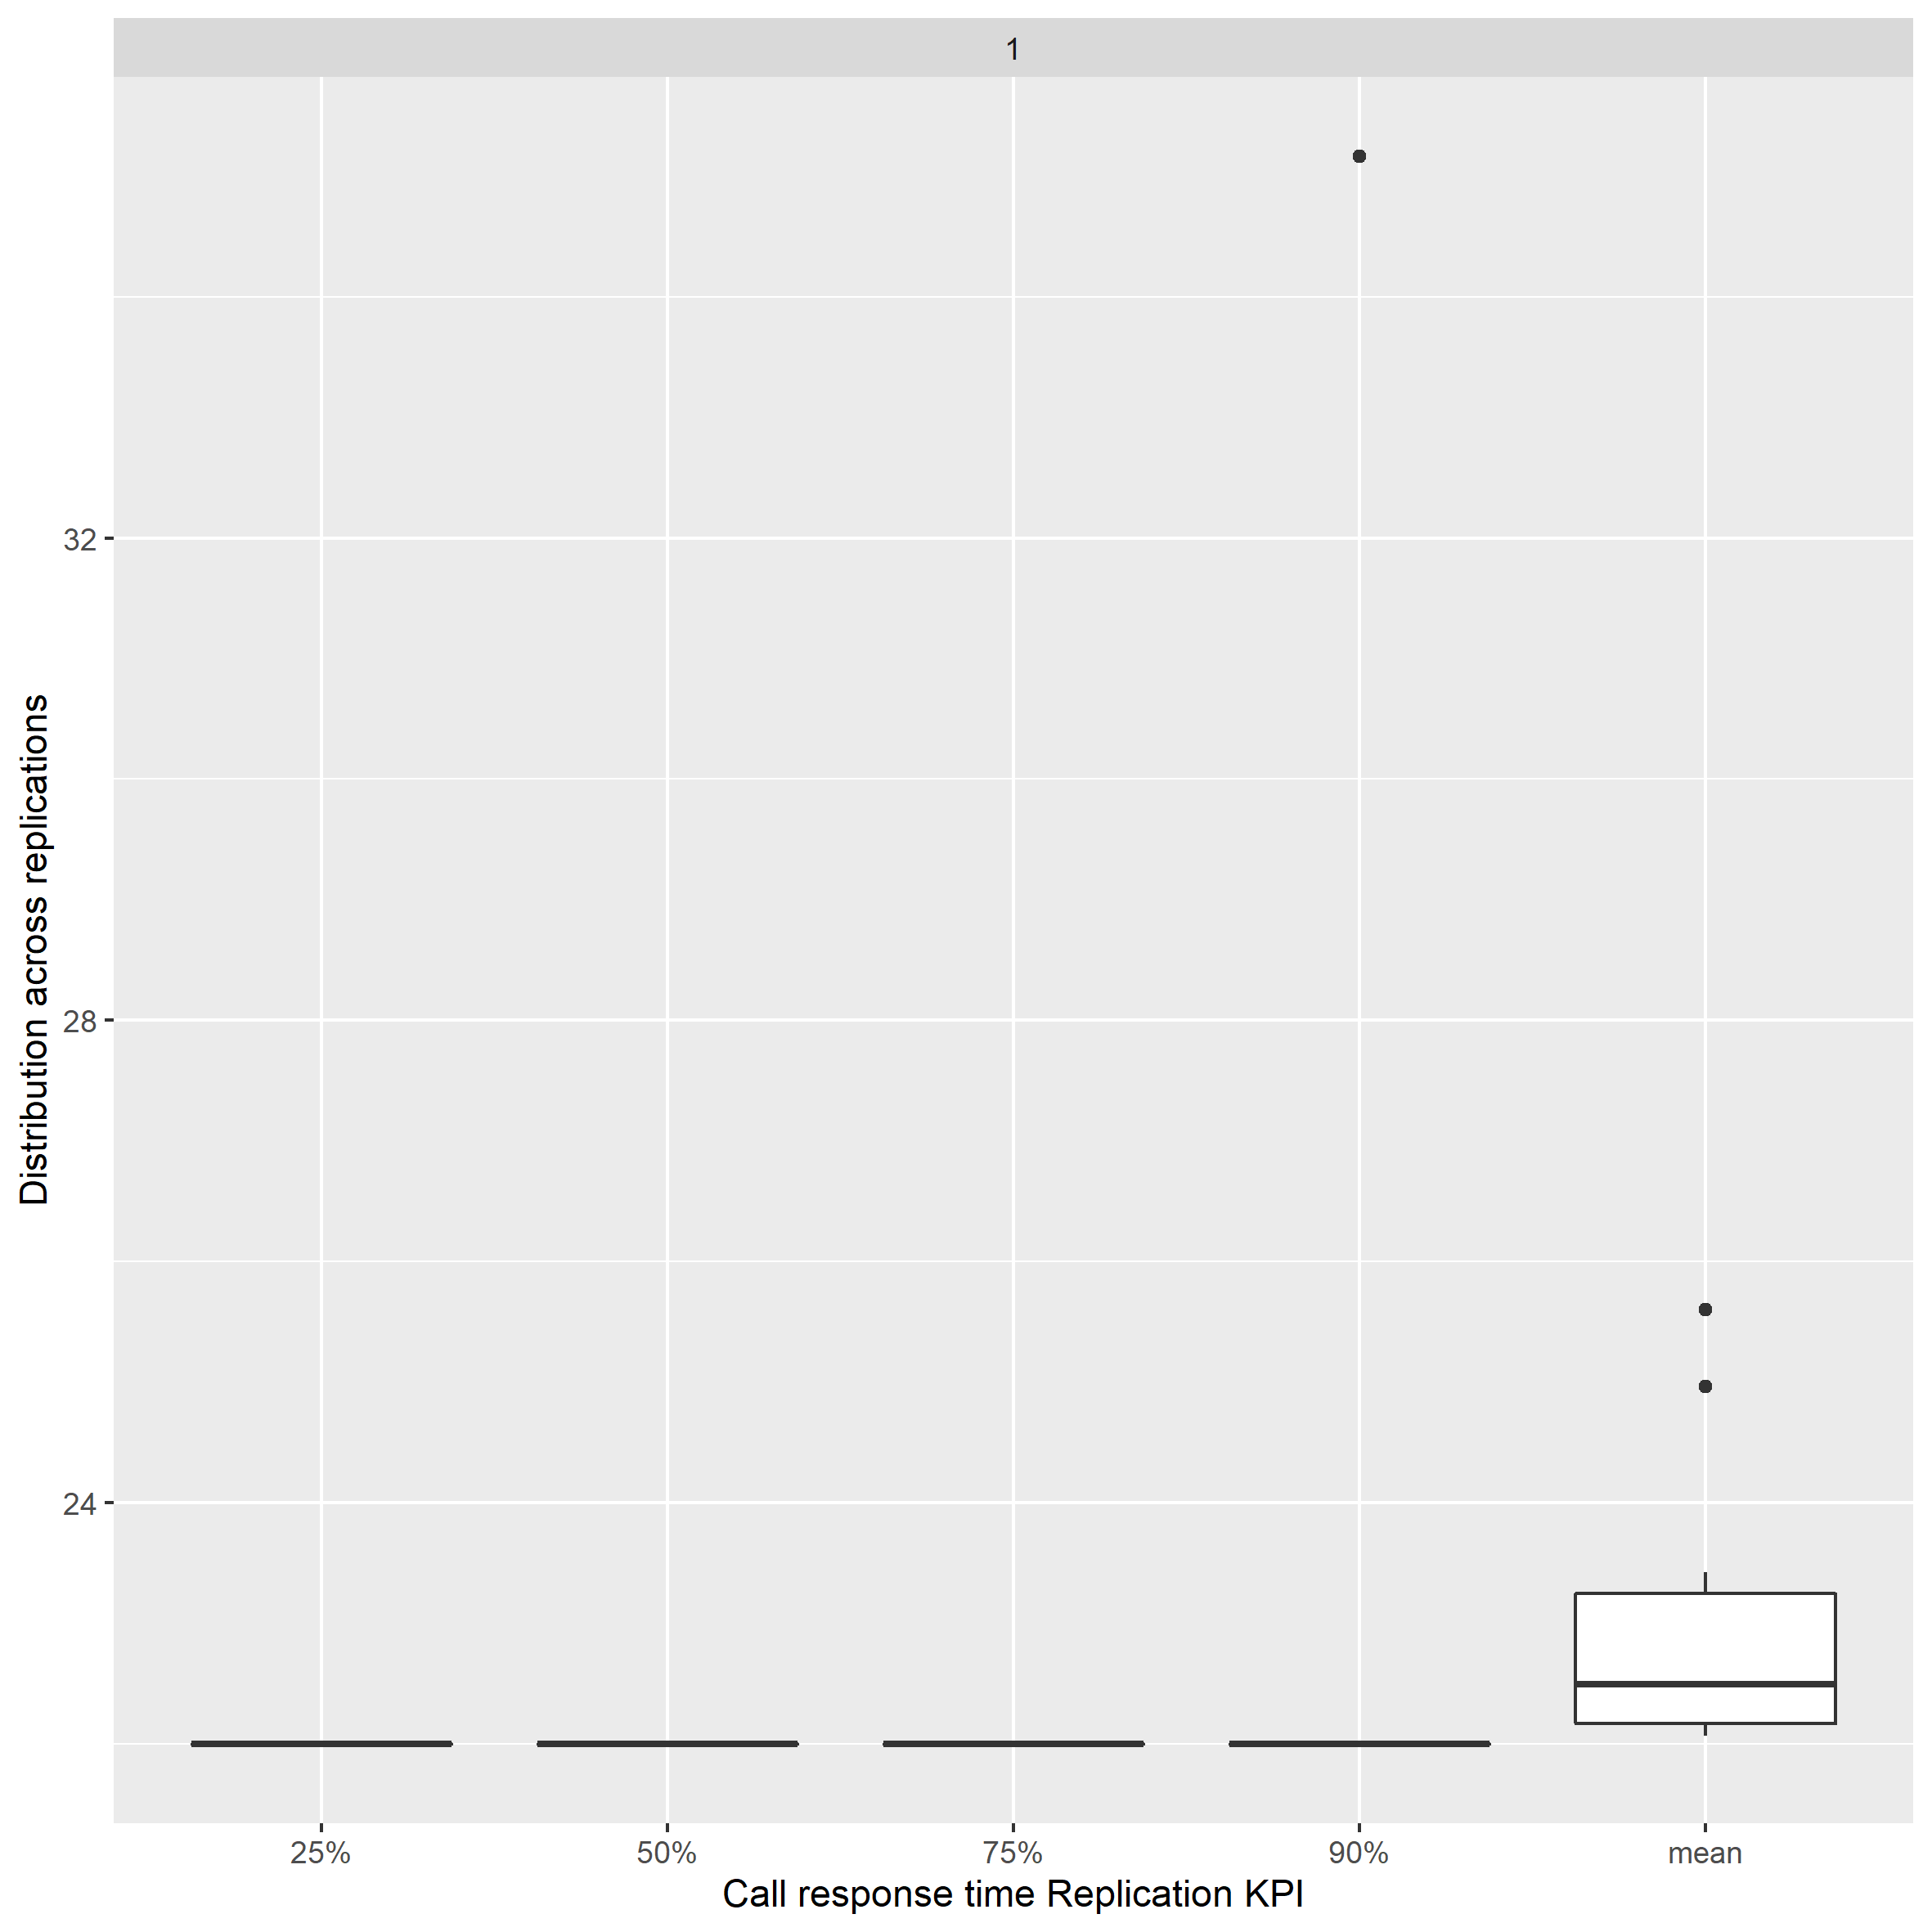 1
Distribution across replications
32
28
24
25% 50% 75% 90% mean
Call response time Replication KPI